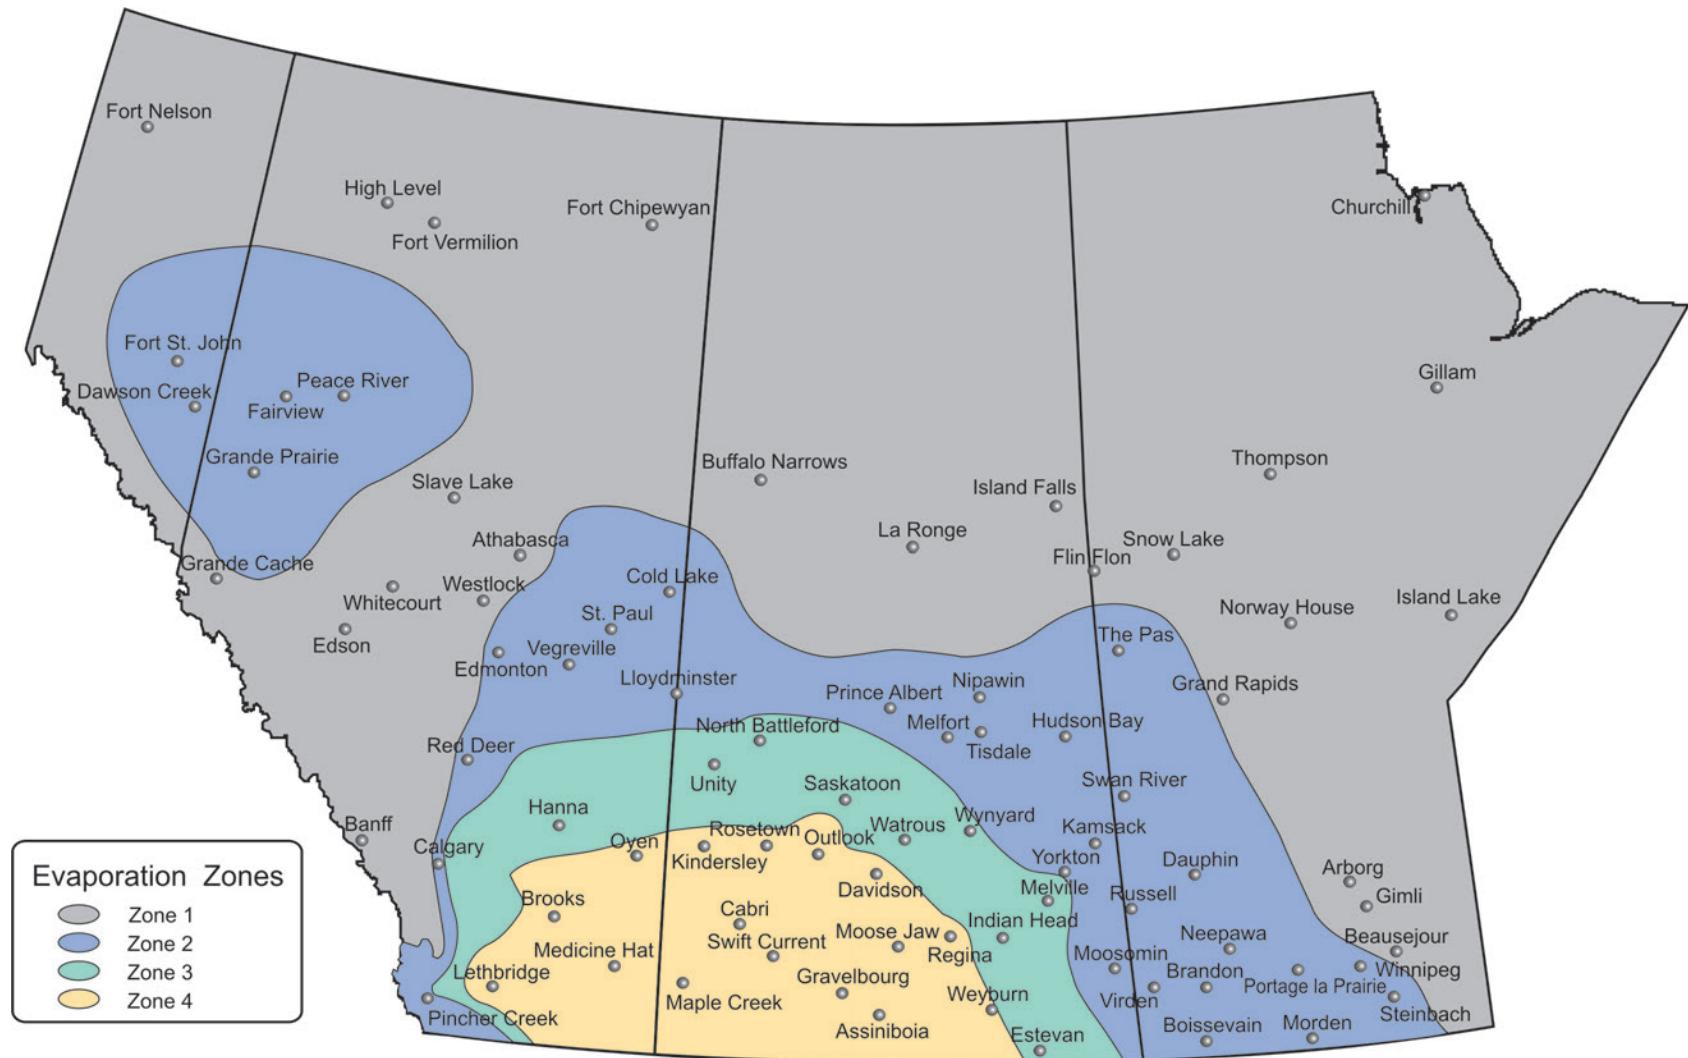 Fort Nelson
High Level
Fort Vermilion
Fort Chipewyan
Churchill
Fort St. John
Dawson Creek
Peace River
Fairview
Grande Prairie
Gillam
Slave Lake
Buffalo Narrows
Island Falls
Thompson
La Ronge
Athabasca
Flin Flon
Snow Lake
Grande Cache
Whitecourt
Westlock
Cold Lake
Edson
St. Paul
Norway House
Island Lake
Edmonton
Vegreville
The Pas
Lloydminster
Prince Albert
Nipawin
Grand Rapids
North Battleford
Melfort
Tisdale
Hudson Bay
Red Deer
Unity
Saskatoon
Swan River
Hanna
Banff
Calgary
Oyen
Rosetown
Kindersley
Outlook
Watrous
Wynyard
Kamsack
Yorkton
Dauphin
Arborg
Davidson
Melville
Russell
Gimli
Brooks
Cabri
Indian Head
Swift Current
Moose Jaw
Regina
Neepawa
Beausejour
Medicine Hat
Moosomin
Brandon
Winnipeg
Lethbridge
Gravelbourg
Portage la Prairie
Maple Creek
Weyburn
Virden
Steinbach
Pincher Creek
Assiniboia
Estevan
Boissevain
Morden
Evaporation Zones
Zone 1
Zone 2
Zone 3
Zone 4